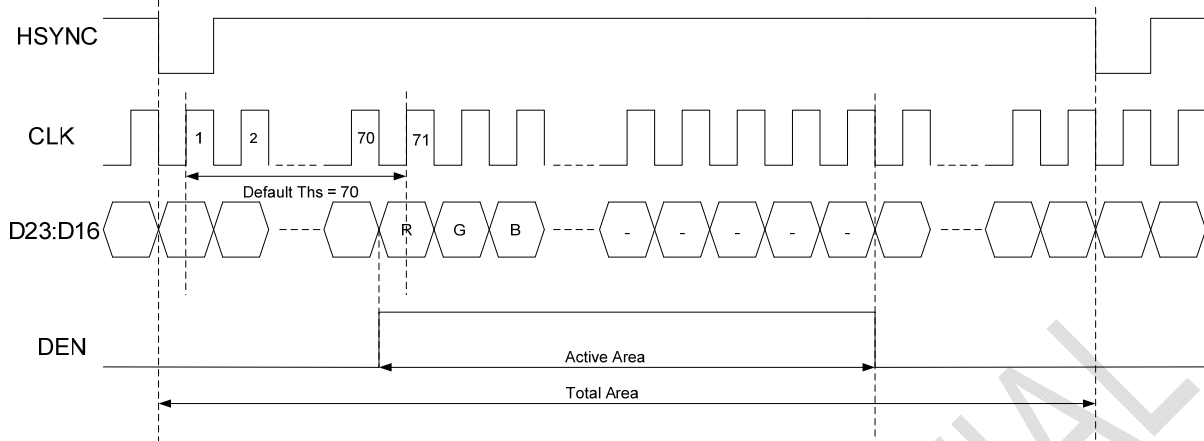 HSYNC
CLK
1 2 70 71
Default Ths = 70
D23:D16
R G B - - - - -
DEN
Active Area
Total Area